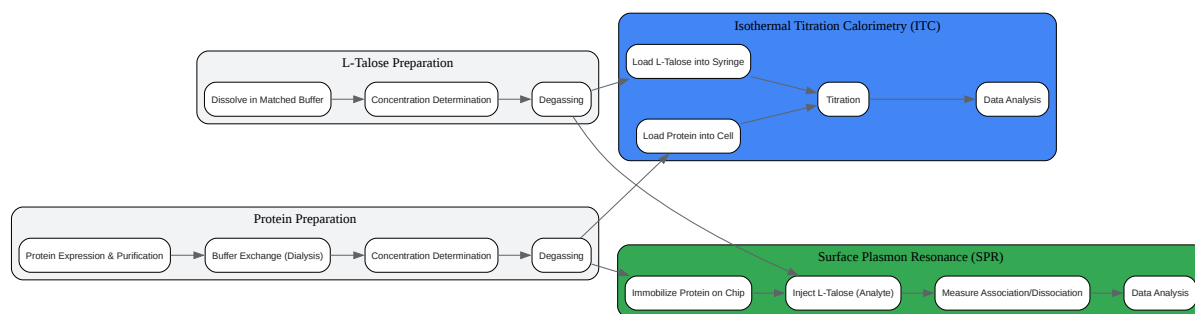 Isothermal Titration Calorimetry (ITC)
L-Talose Preparation
Load L-Talose into Syringe
Dissolve in Matched Buffer
Concentration Determination
Degassing
Titration
Data Analysis
Load Protein into Cell
Protein Preparation
Protein Expression & Purification
Buffer Exchange (Dialysis)
Concentration Determination
Degassing
Surface Plasmon Resonance (SPR)
Immobilize Protein on Chip
Inject L-Talose (Analyte)
Measure Association/Dissociation
Data Analysis